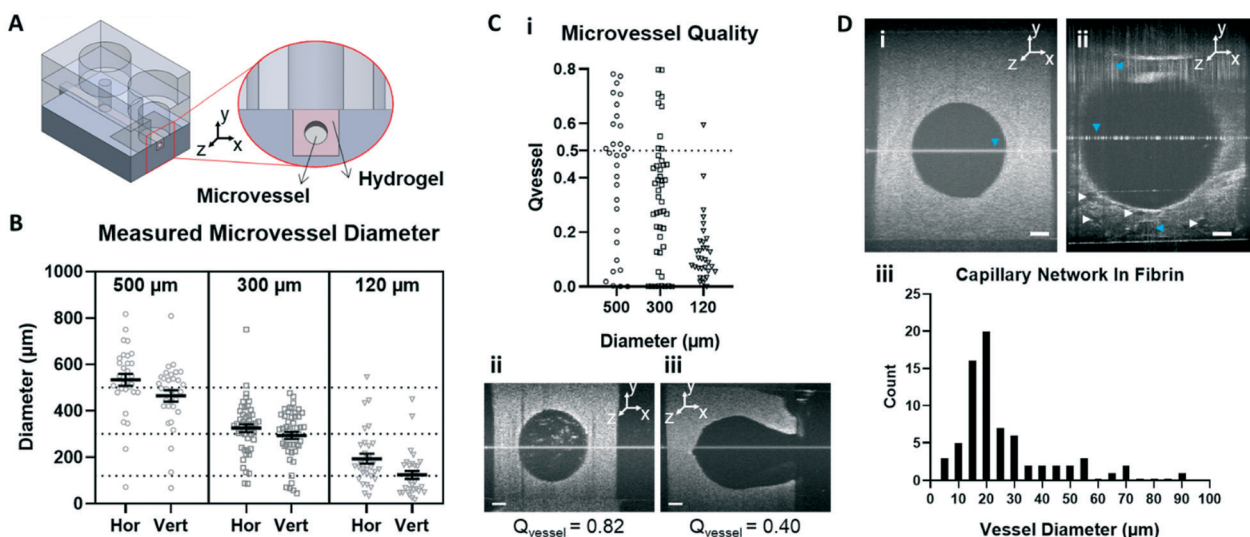 A
y
z
x
Microvessel
Hydrogel
B
Measured Microvessel Diameter
Diameter (µm)
1000
800
600
400
200
0
500 µm
300 µm
120 µm
Hor
Vert
Hor
Vert
Hor
Vert
C
i
Microvessel Quality
Qvessel
0.8
0.6
0.5
0.4
0.2
0.0
500
300
120
Diameter (µm)
ii
y
z
x
Qvessel = 0.82
iii
y
z
x
Qvessel = 0.40
D
i
y
z
x
ii
y
z
x
iii
Capillary Network In Fibrin
Count
25
20
15
10
5
0
0
10
20
30
40
50
60
70
80
90
100
Vessel Diameter (µm)